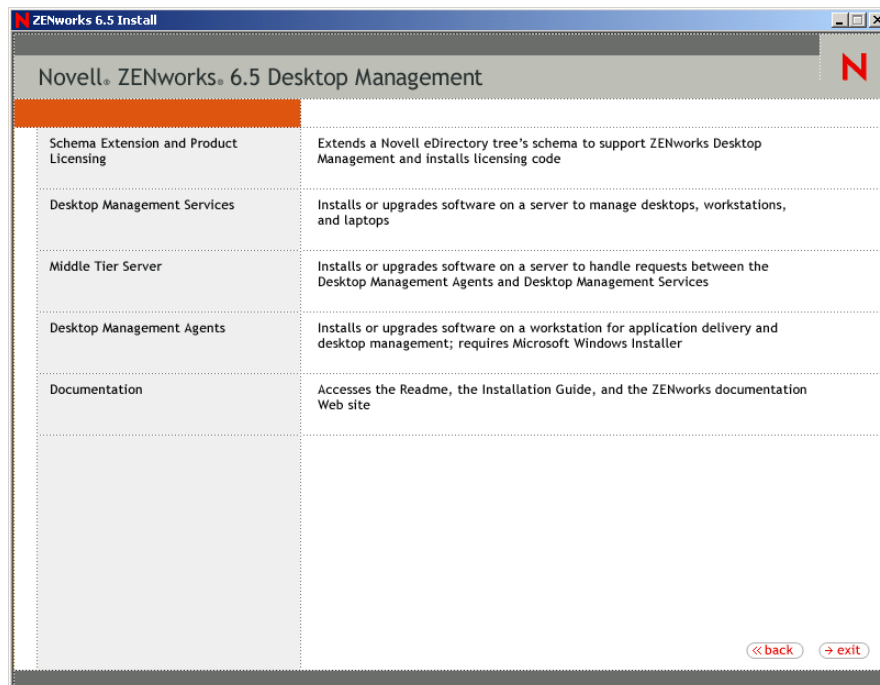 ZENworks 6.5 Install
Novell® ZENworks® 6.5 Desktop Management
N
Schema Extension and Product
Licensing
Extends a Novell eDirectory tree's schema to support ZENworks Desktop
Management and installs licensing code
Desktop Management Services
Installs or upgrades software on a server to manage desktops, workstations,
and laptops
Middle Tier Server
Installs or upgrades software on a server to handle requests between the
Desktop Management Agents and Desktop Management Services
Desktop Management Agents
Installs or upgrades software on a workstation for application delivery and
desktop management; requires Microsoft Windows Installer
Documentation
Accesses the Readme, the Installation Guide, and the ZENworks documentation
Web site
« back
→ exit